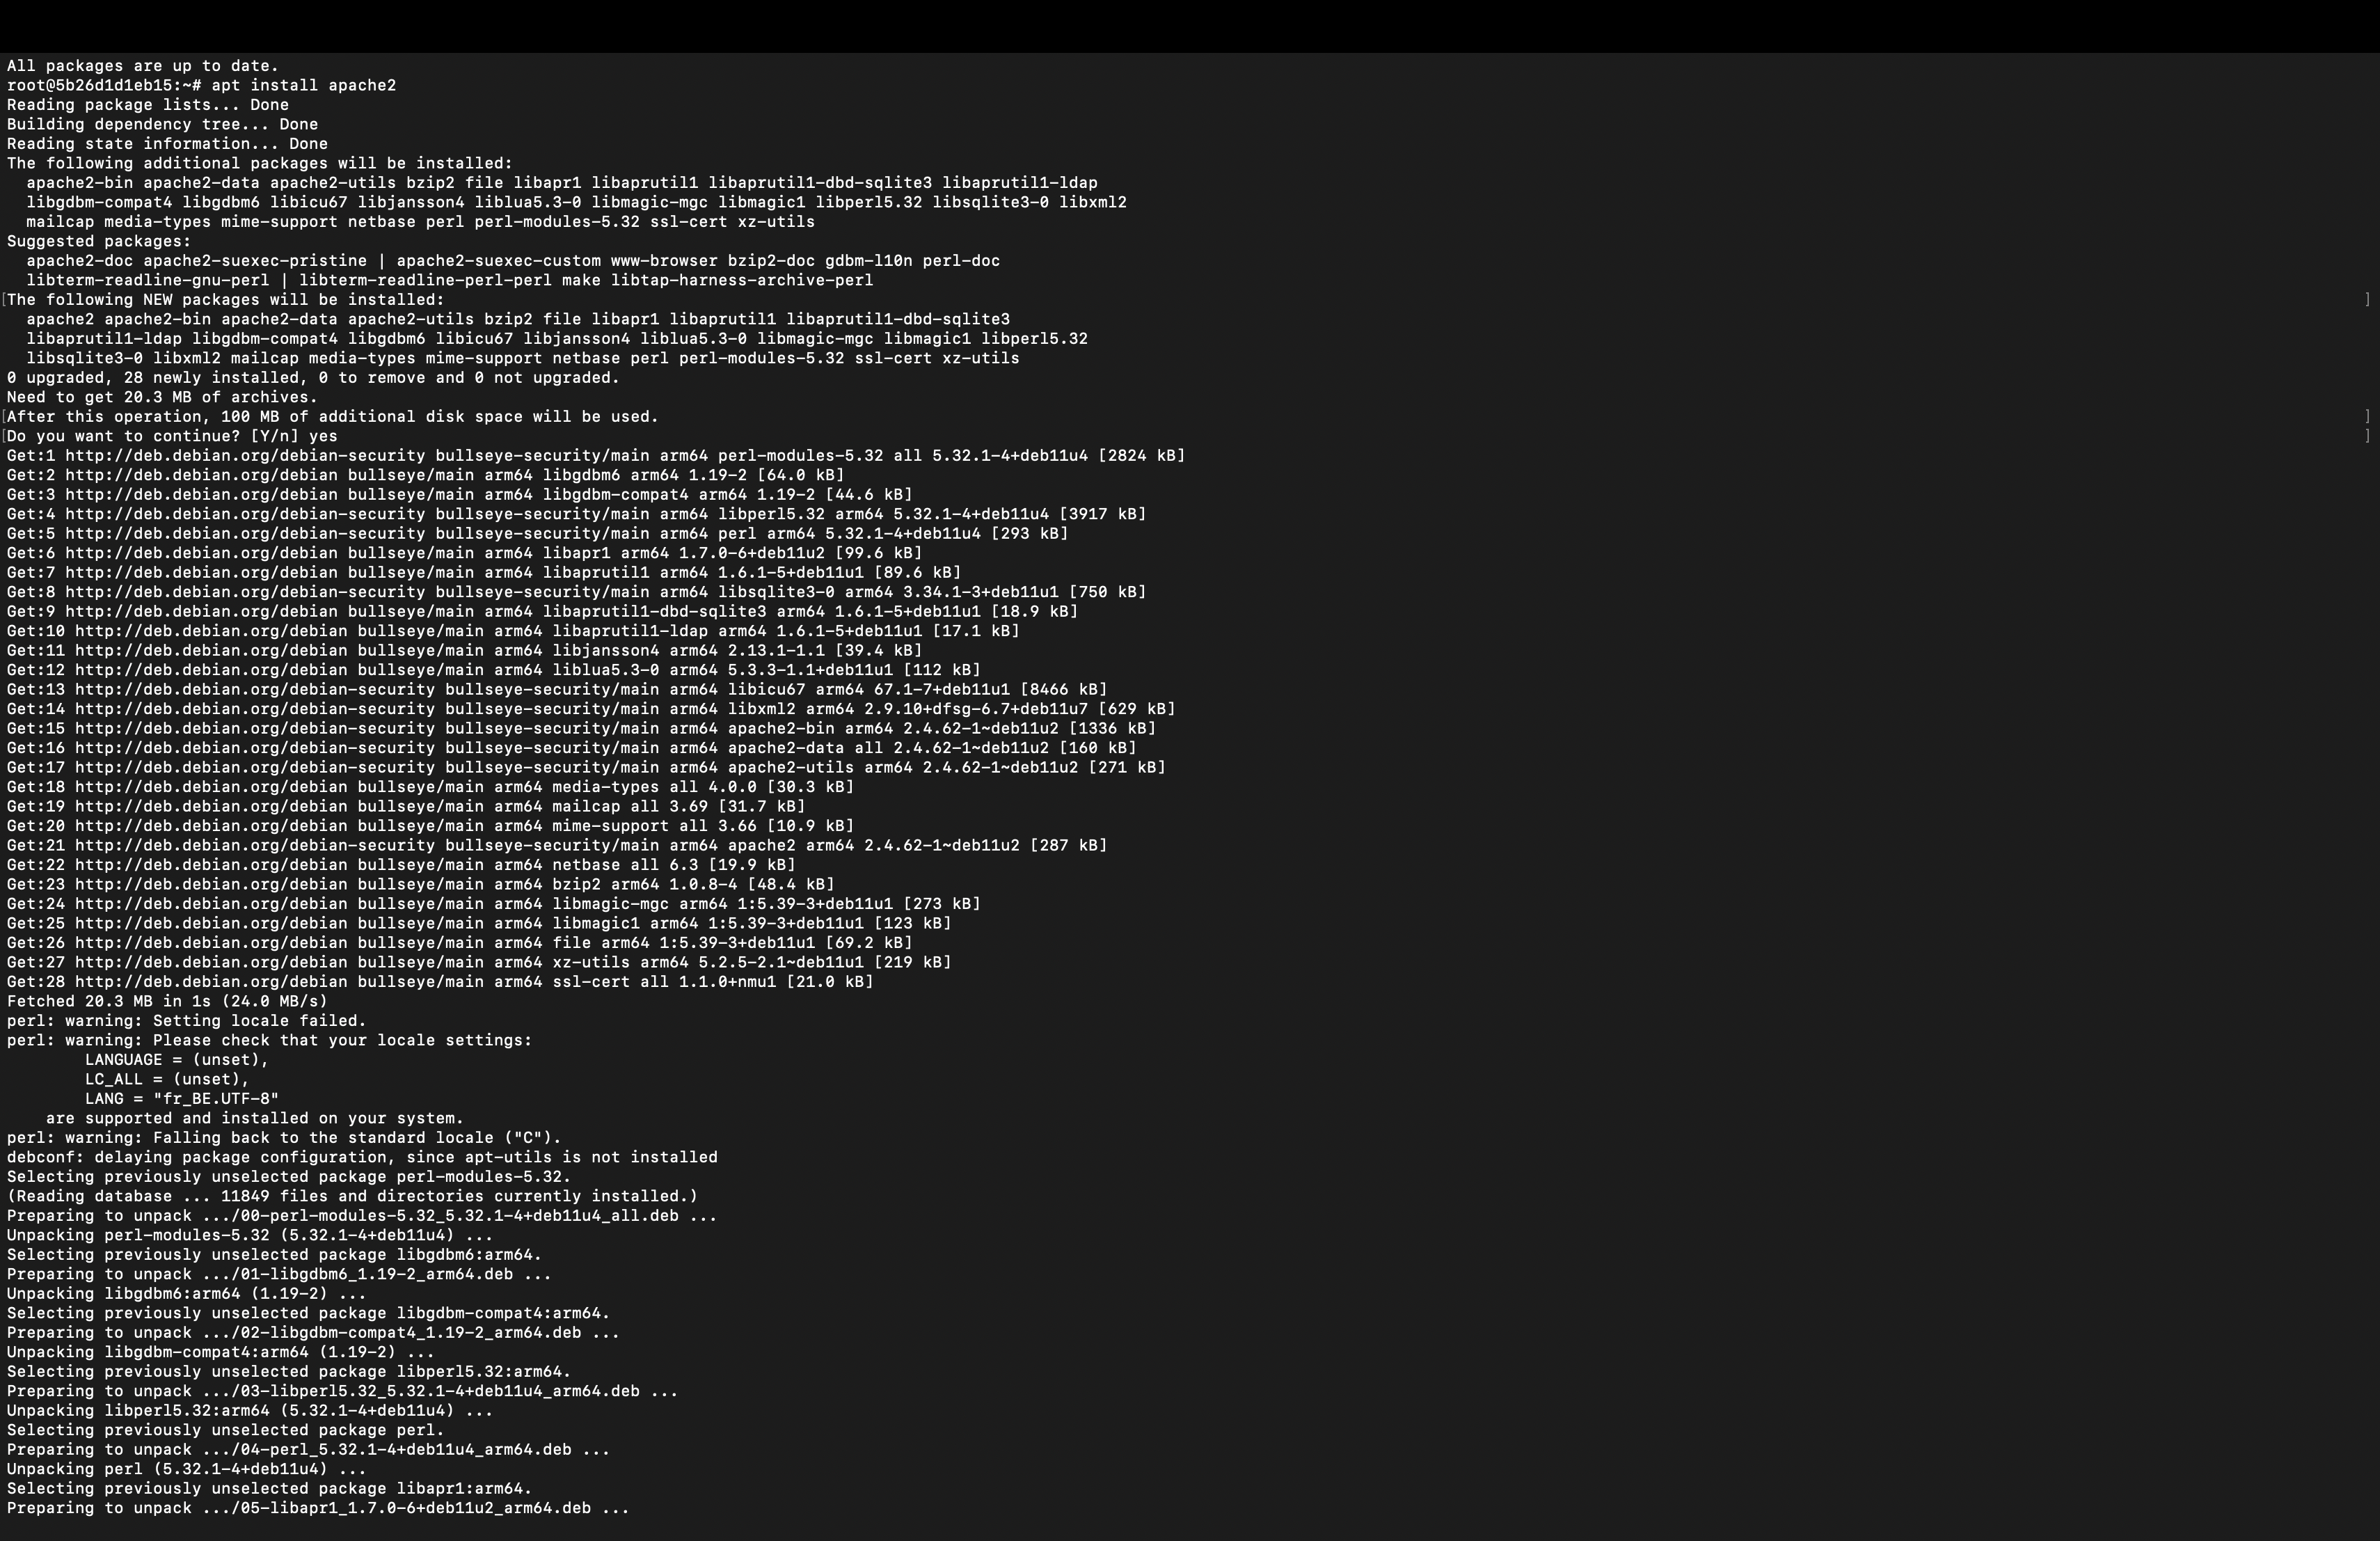 All packages are up to date.
root@5b26d1d1eb15:~# apt install apache2
Reading package lists... Done
Building dependency tree... Done
Reading state information... Done
The following additional packages will be installed:
  apache2-bin apache2-data apache2-utils bzip2 file libapr1 libaprutil1 libaprutil1-dbd-sqlite3 libaprutil1-ldap
  libgdbm-compat4 libgdbm6 libicu67 libjansson4 liblua5.3-0 libmagic-mgc libmagic1 libperl5.32 libsqlite3-0 libxml2
  mailcap media-types mime-support netbase perl perl-modules-5.32 ssl-cert xz-utils
Suggested packages:
  apache2-doc apache2-suexec-pristine | apache2-suexec-custom www-browser bzip2-doc gdbm-l10n perl-doc
  libterm-readline-gnu-perl | libterm-readline-perl-perl make libtap-harness-archive-perl
[The following NEW packages will be installed: ]
  apache2 apache2-bin apache2-data apache2-utils bzip2 file libapr1 libaprutil1 libaprutil1-dbd-sqlite3
  libaprutil1-ldap libgdbm-compat4 libgdbm6 libicu67 libjansson4 liblua5.3-0 libmagic-mgc libmagic1 libperl5.32
  libsqlite3-0 libxml2 mailcap media-types mime-support netbase perl perl-modules-5.32 ssl-cert xz-utils
0 upgraded, 28 newly installed, 0 to remove and 0 not upgraded.
Need to get 20.3 MB of archives.
[After this operation, 100 MB of additional disk space will be used. ]
[Do you want to continue? [Y/n] yes ]
Get:1 http://deb.debian.org/debian-security bullseye-security/main arm64 perl-modules-5.32 all 5.32.1-4+deb11u4 [2824 kB]
Get:2 http://deb.debian.org/debian bullseye/main arm64 libgdbm6 arm64 1.19-2 [64.0 kB]
Get:3 http://deb.debian.org/debian bullseye/main arm64 libgdbm-compat4 arm64 1.19-2 [44.6 kB]
Get:4 http://deb.debian.org/debian-security bullseye-security/main arm64 libperl5.32 arm64 5.32.1-4+deb11u4 [3917 kB]
Get:5 http://deb.debian.org/debian-security bullseye-security/main arm64 perl arm64 5.32.1-4+deb11u4 [293 kB]
Get:6 http://deb.debian.org/debian bullseye/main arm64 libapr1 arm64 1.7.0-6+deb11u2 [99.6 kB]
Get:7 http://deb.debian.org/debian bullseye/main arm64 libaprutil1 arm64 1.6.1-5+deb11u1 [89.6 kB]
Get:8 http://deb.debian.org/debian-security bullseye-security/main arm64 libsqlite3-0 arm64 3.34.1-3+deb11u1 [750 kB]
Get:9 http://deb.debian.org/debian bullseye/main arm64 libaprutil1-dbd-sqlite3 arm64 1.6.1-5+deb11u1 [18.9 kB]
Get:10 http://deb.debian.org/debian bullseye/main arm64 libaprutil1-ldap arm64 1.6.1-5+deb11u1 [17.1 kB]
Get:11 http://deb.debian.org/debian bullseye/main arm64 libjansson4 arm64 2.13.1-1.1 [39.4 kB]
Get:12 http://deb.debian.org/debian bullseye/main arm64 liblua5.3-0 arm64 5.3.3-1.1+deb11u1 [112 kB]
Get:13 http://deb.debian.org/debian-security bullseye-security/main arm64 libicu67 arm64 67.1-7+deb11u1 [8466 kB]
Get:14 http://deb.debian.org/debian-security bullseye-security/main arm64 libxml2 arm64 2.9.10+dfsg-6.7+deb11u7 [629 kB]
Get:15 http://deb.debian.org/debian-security bullseye-security/main arm64 apache2-bin arm64 2.4.62-1~deb11u2 [1336 kB]
Get:16 http://deb.debian.org/debian-security bullseye-security/main arm64 apache2-data all 2.4.62-1~deb11u2 [160 kB]
Get:17 http://deb.debian.org/debian-security bullseye-security/main arm64 apache2-utils arm64 2.4.62-1~deb11u2 [271 kB]
Get:18 http://deb.debian.org/debian bullseye/main arm64 media-types all 4.0.0 [30.3 kB]
Get:19 http://deb.debian.org/debian bullseye/main arm64 mailcap all 3.69 [31.7 kB]
Get:20 http://deb.debian.org/debian bullseye/main arm64 mime-support all 3.66 [10.9 kB]
Get:21 http://deb.debian.org/debian-security bullseye-security/main arm64 apache2 arm64 2.4.62-1~deb11u2 [287 kB]
Get:22 http://deb.debian.org/debian bullseye/main arm64 netbase all 6.3 [19.9 kB]
Get:23 http://deb.debian.org/debian bullseye/main arm64 bzip2 arm64 1.0.8-4 [48.4 kB]
Get:24 http://deb.debian.org/debian bullseye/main arm64 libmagic-mgc arm64 1:5.39-3+deb11u1 [273 kB]
Get:25 http://deb.debian.org/debian bullseye/main arm64 libmagic1 arm64 1:5.39-3+deb11u1 [123 kB]
Get:26 http://deb.debian.org/debian bullseye/main arm64 file arm64 1:5.39-3+deb11u1 [69.2 kB]
Get:27 http://deb.debian.org/debian bullseye/main arm64 xz-utils arm64 5.2.5-2.1~deb11u1 [219 kB]
Get:28 http://deb.debian.org/debian bullseye/main arm64 ssl-cert all 1.1.0+nmu1 [21.0 kB]
Fetched 20.3 MB in 1s (24.0 MB/s)
perl: warning: Setting locale failed.
perl: warning: Please check that your locale settings:
        LANGUAGE = (unset),
        LC_ALL = (unset),
        LANG = "fr_BE.UTF-8"
    are supported and installed on your system.
perl: warning: Falling back to the standard locale ("C").
debconf: delaying package configuration, since apt-utils is not installed
Selecting previously unselected package perl-modules-5.32.
(Reading database ... 11849 files and directories currently installed.)
Preparing to unpack .../00-perl-modules-5.32_5.32.1-4+deb11u4_all.deb ...
Unpacking perl-modules-5.32 (5.32.1-4+deb11u4) ...
Selecting previously unselected package libgdbm6:arm64.
Preparing to unpack .../01-libgdbm6_1.19-2_arm64.deb ...
Unpacking libgdbm6:arm64 (1.19-2) ...
Selecting previously unselected package libgdbm-compat4:arm64.
Preparing to unpack .../02-libgdbm-compat4_1.19-2_arm64.deb ...
Unpacking libgdbm-compat4:arm64 (1.19-2) ...
Selecting previously unselected package libperl5.32:arm64.
Preparing to unpack .../03-libperl5.32_5.32.1-4+deb11u4_arm64.deb ...
Unpacking libperl5.32:arm64 (5.32.1-4+deb11u4) ...
Selecting previously unselected package perl.
Preparing to unpack .../04-perl_5.32.1-4+deb11u4_arm64.deb ...
Unpacking perl (5.32.1-4+deb11u4) ...
Selecting previously unselected package libapr1:arm64.
Preparing to unpack .../05-libapr1_1.7.0-6+deb11u2_arm64.deb ...